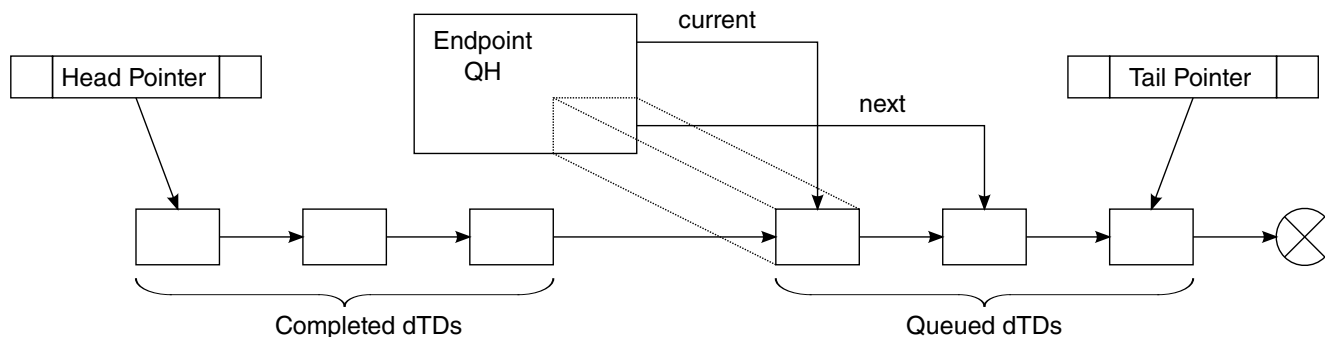 current
Endpoint
QH
Head Pointer
Tail Pointer
next
Completed dTDs
Queued dTDs